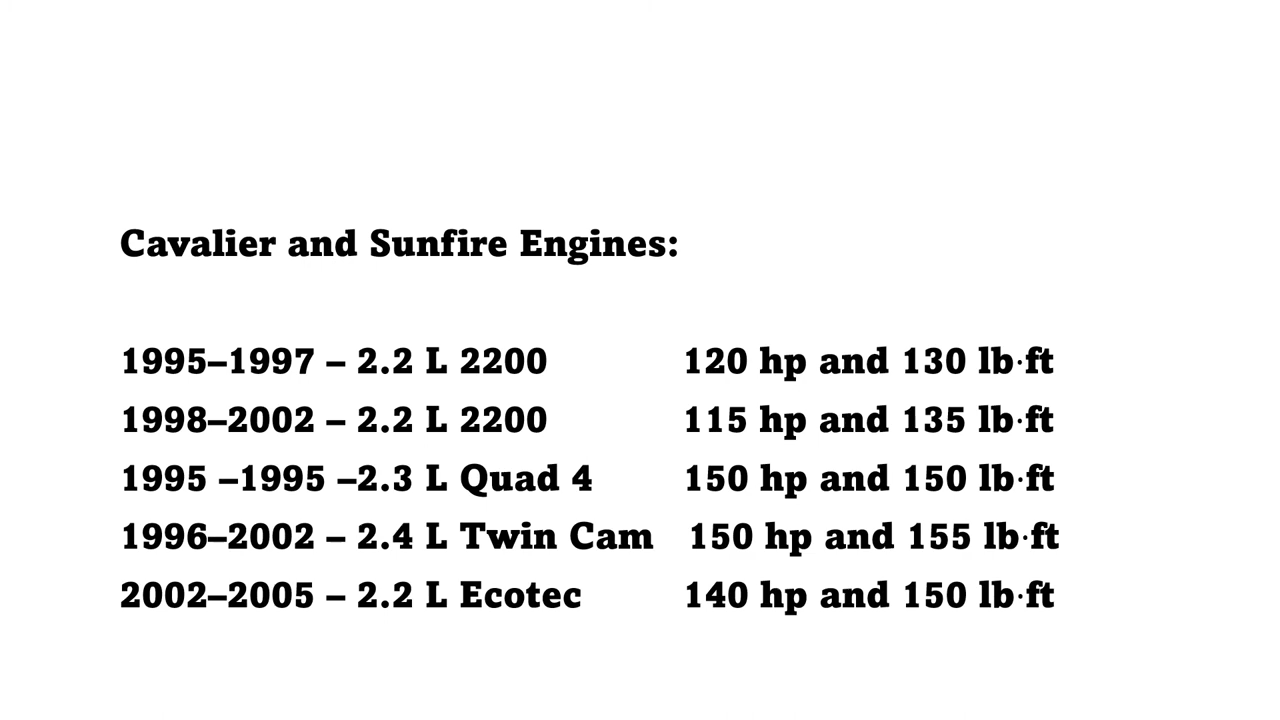 Cavalier and Sunfire Engines:
1995–1997 – 2.2 L 2200 120 hp and 130 lb·ft
1998–2002 – 2.2 L 2200 115 hp and 135 lb·ft
1995 –1995 –2.3 L Quad 4 150 hp and 150 lb·ft
1996–2002 – 2.4 L Twin Cam 150 hp and 155 lb·ft
2002–2005 – 2.2 L Ecotec 140 hp and 150 lb·ft